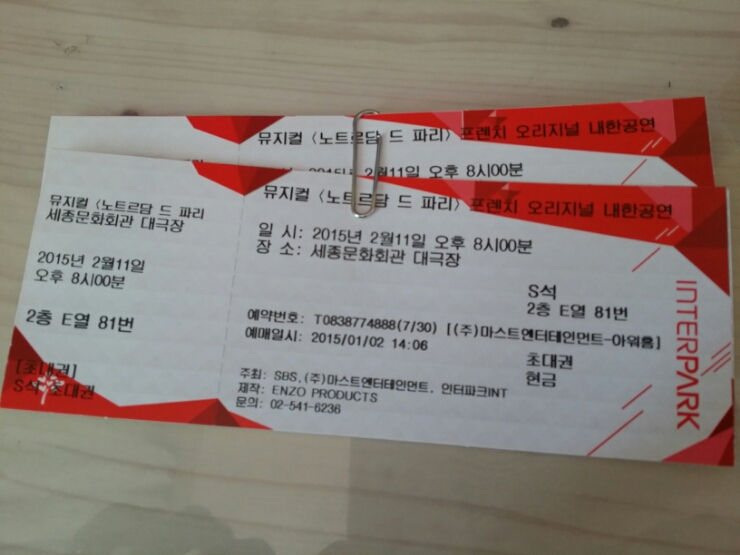 뮤지컬 〈노트르담 드 파리〉 프렌치 오리지널 내한공연
2월11일 오후 8시00분
뮤지컬 〈노트르담 드 파리
세종문화회관 대극장
2015년 2월11일
오후 8시00분
2층 E열 81번
[초대권]
S석 초대권
뮤지컬 〈노트르담 드 파리〉 프렌치 오리지널 내한공연
일 시: 2015년 2월11일 오후 8시00분
장 소: 세종문화회관 대극장
S석
2층 E열 81번
예약번호: T0838774888(7/30) [(주)마스트엔터테인먼트-아워홈]
예매일시: 2015/01/02 14:06
초대권
현금
주최: SBS,(주)마스트엔터테인먼트, 인터파크INT
제작: ENZO PRODUCTS
문의: 02-541-6236
INTERPARK